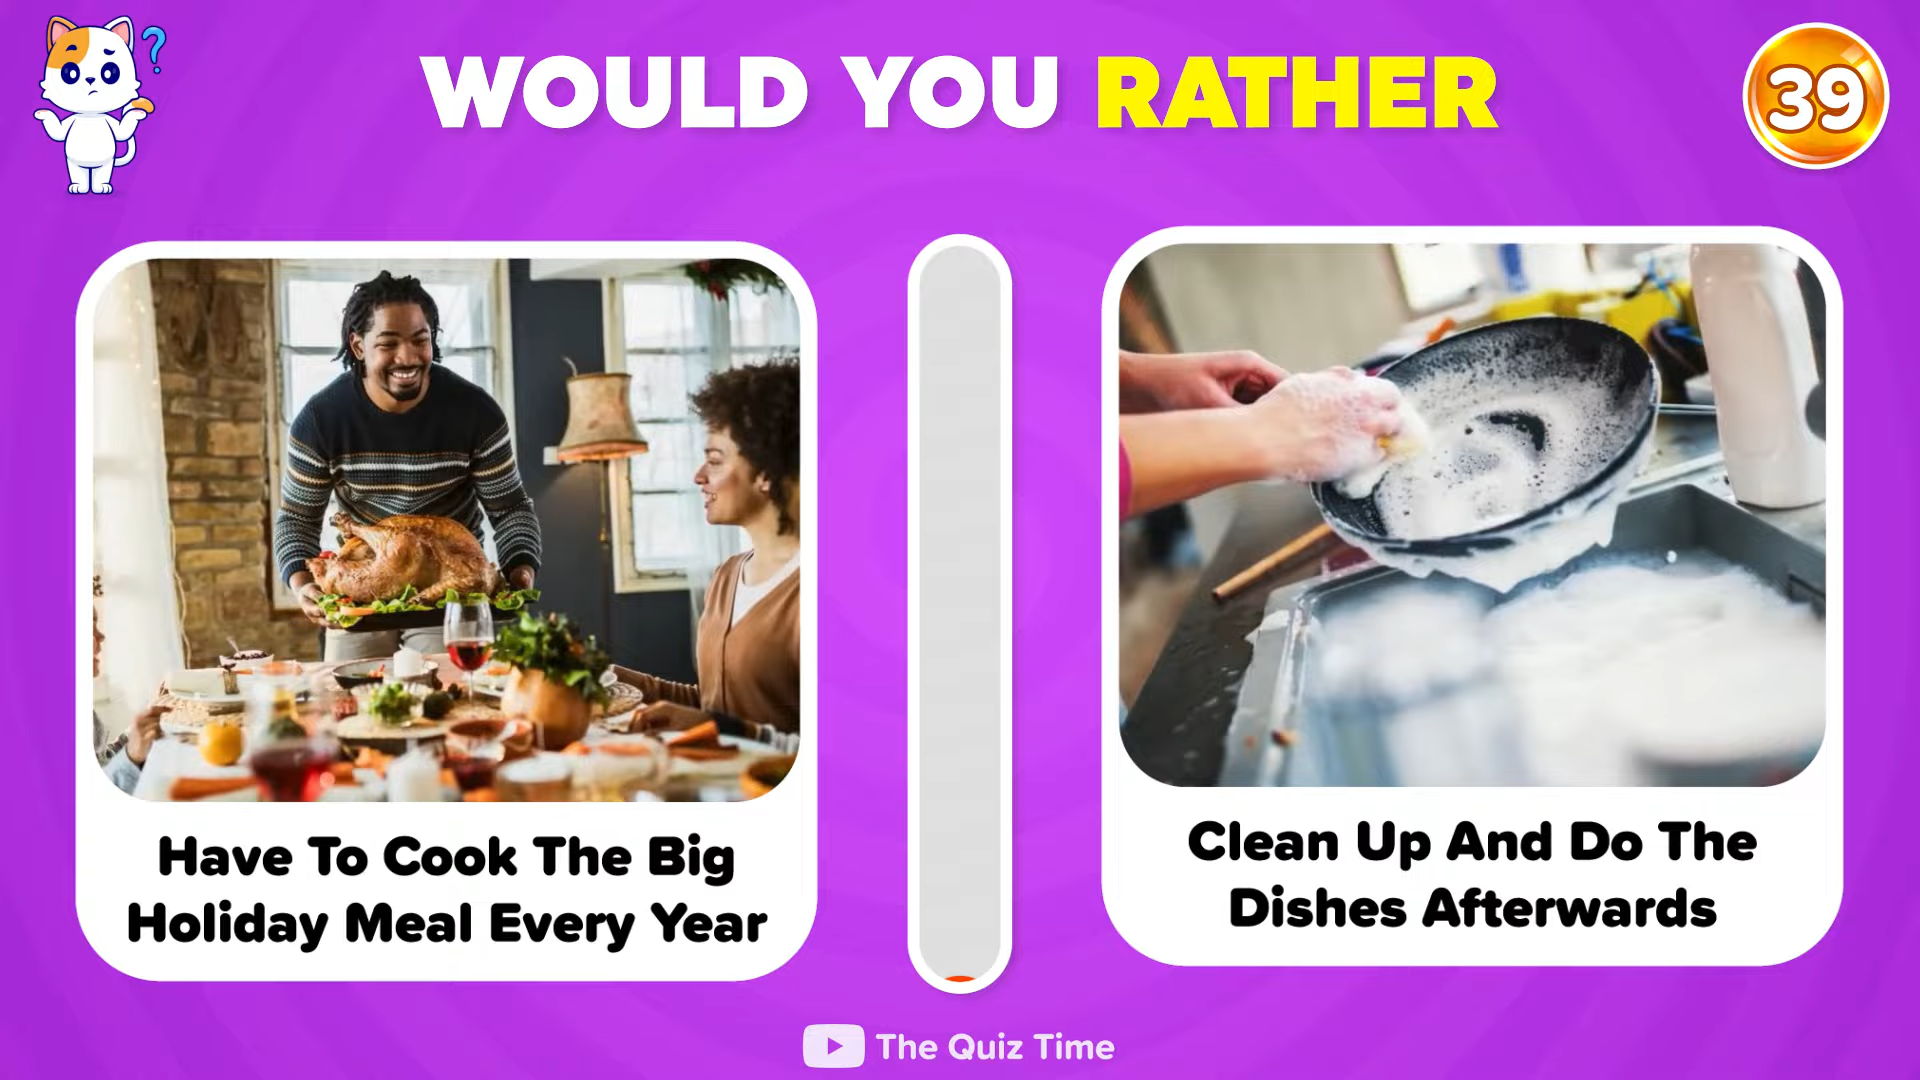 ?
WOULD YOU RATHER
39
Have To Cook The Big
Holiday Meal Every Year
Clean Up And Do The
Dishes Afterwards
The Quiz Time